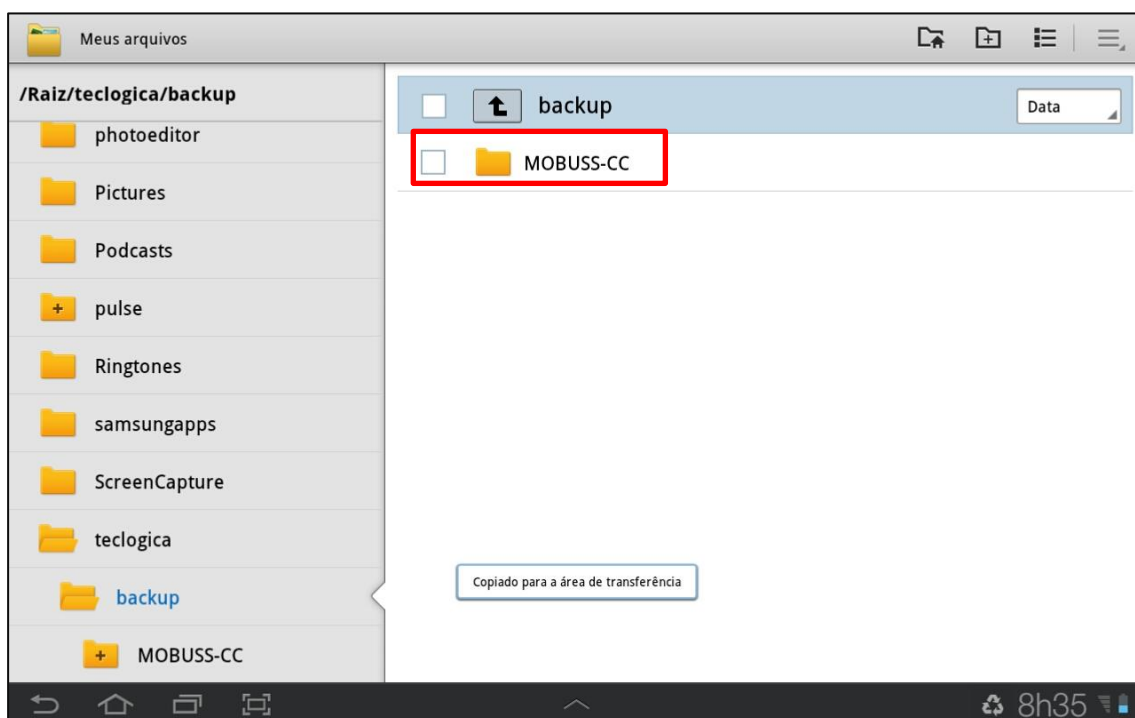 Meus arquivos
/Raiz/teclogica/backup
photoeditor
Pictures
Podcasts
pulse
Ringtones
samsungapps
ScreenCapture
teclogica
backup
MOBUSS-CC
backup
Data
MOBUSS-CC
Copiado para a área de transferência
8h35